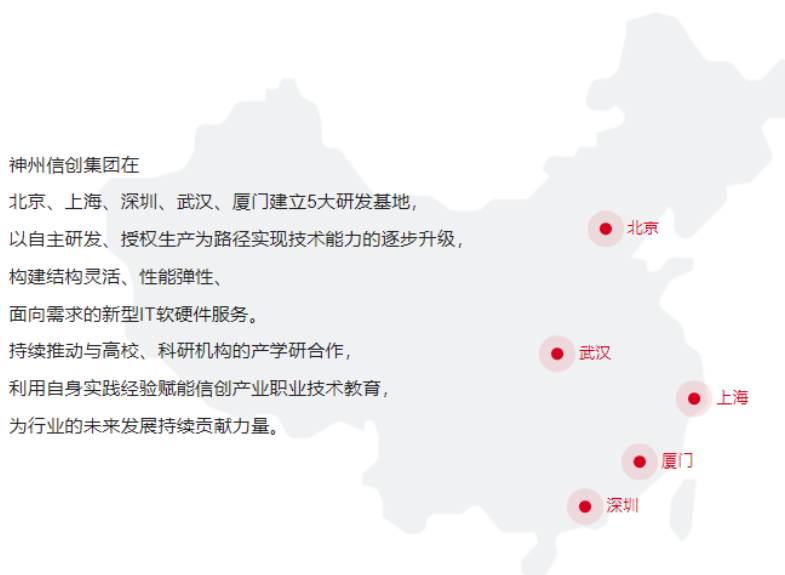 神州信创集团在
北京、上海、深圳、武汉、厦门建立5大研发基地，
以自主研发、授权生产为路径实现技术能力的逐步升级，
构建结构灵活、性能弹性、
面向需求的新型IT软硬件服务。
持续推动与高校、科研机构的产学研合作，
利用自身实践经验赋能信创产业职业技术教育，
为行业的未来发展持续贡献力量。
北京
武汉
上海
厦门
深圳